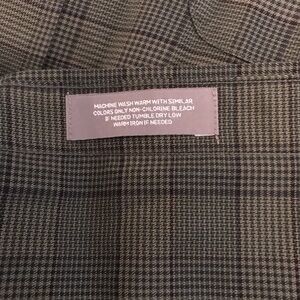 MACHINE WASH WARM WITH SIMILAR
COLORS ONLY NON-CHLORINE BLEACH
IF NEEDED TUMBLE DRY LOW
WARM IRON IF NEEDED